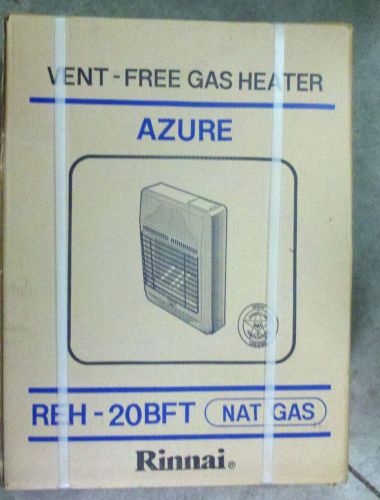 VENT-FREE GAS HEATER
AZURE
REH-20BFT NAT GAS
Rinnai®